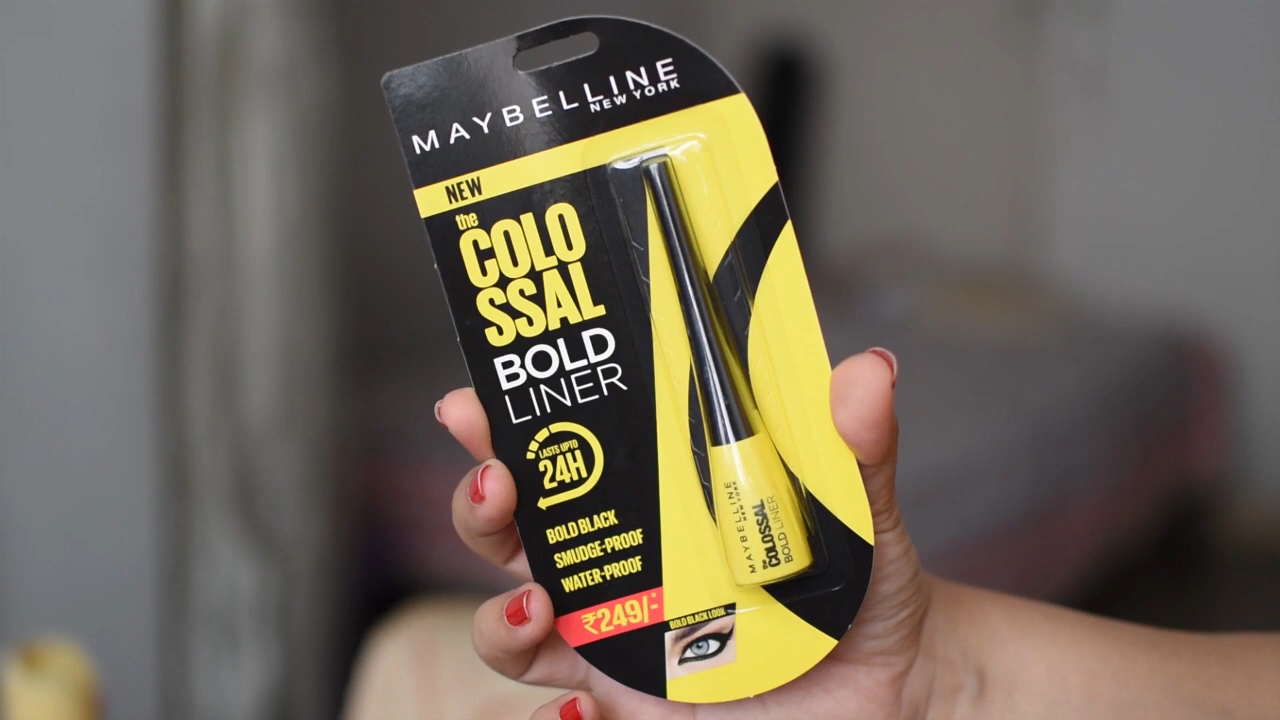 MAYBELLINE
NEW YORK
NEW
the
COLO
SSAL
BOLD
LINER
LASTS UPTO
24H
BOLD BLACK
SMUDGE-PROOF
WATER-PROOF
₹249/-*
BOLD BLACK LOOK
MAYBELLINE
NEW YORK
the
COLOSSAL
BOLD LINER